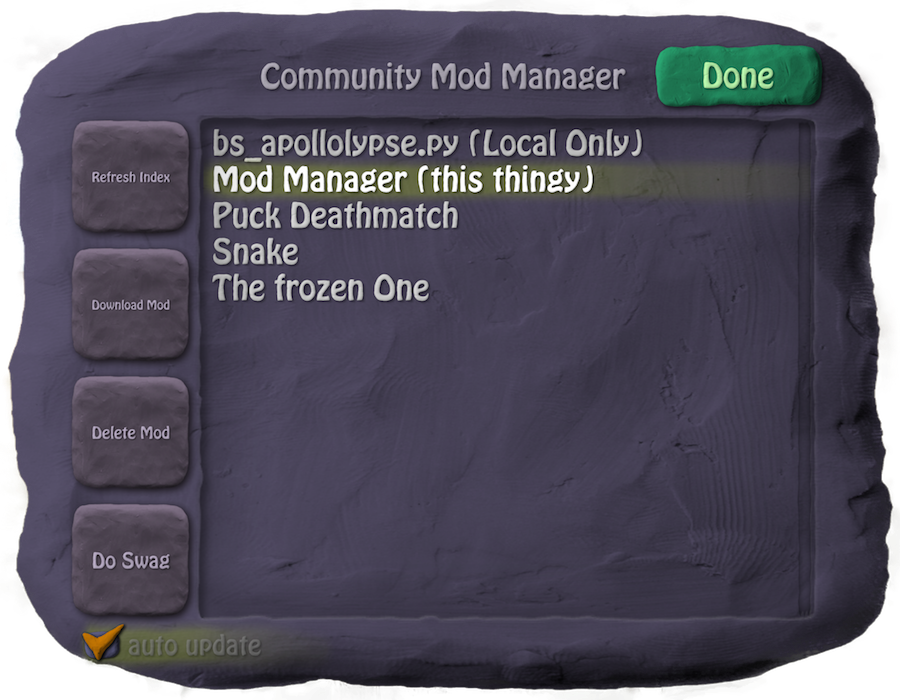 Community Mod Manager
Done
Refresh Index
Download Mod
Delete Mod
Do Swag
bs_apollolypse.py (Local Only)
Mod Manager (this thingy)
Puck Deathmatch
Snake
The frozen One
auto update